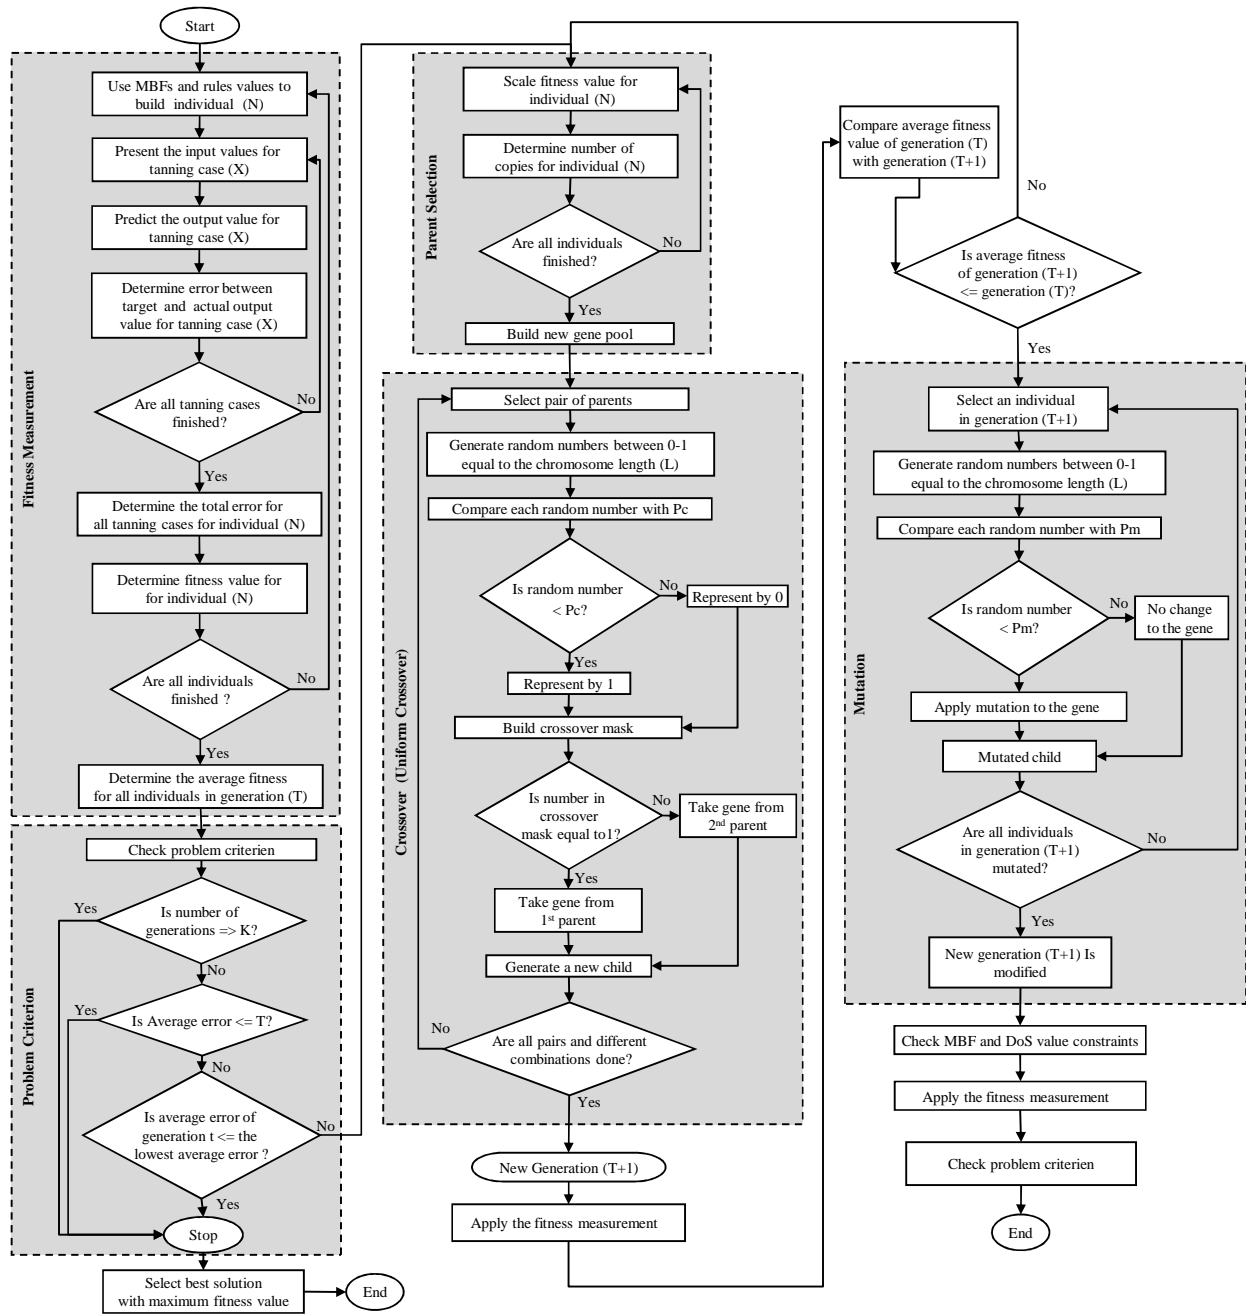 Start
Fitness Measurement
Use MBFs and rules values to
build individual (N)
Present the input values for
tanning case (X)
Predict the output value for
tanning case (X)
Determine error between
target and actual output
value for tanning case (X)
Are all tanning cases
finished?
No
Yes
Determine the total error for
all tanning cases for individual (N)
Determine fitness value for
for individual (N)
Are all individuals
finished ?
No
Yes
Determine the average fitness
for all individuals in generation (T)
Problem Criterion
Check problem criterien
Is number of
generations => K?
Yes
No
Is Average error <= T?
Yes
No
Is average error of
generation t <= the
lowest average error ?
No
Yes
Stop
Select best solution
with maximum fitness value
End
Parent Selection
Scale fitness value for
individual (N)
Determine number of
copies for individual (N)
Are all individuals
finished?
No
Yes
Build new gene pool
Crossover (Uniform Crossover)
Select pair of parents
Generate random numbers between 0-1
equal to the chromosome length (L)
Compare each random number with Pc
Is random number
< Pc?
No
Represent by 0
Yes
Represent by 1
Build crossover mask
Is number in
crossover
mask equal to1?
No
Take gene from
2nd parent
Yes
Take gene from
1st parent
Generate a new child
Are all pairs and different
combinations done?
No
Yes
New Generation (T+1)
Apply the fitness measurement
Compare average fitness
value of generation (T)
with generation (T+1)
No
Is average fitness
of generation (T+1)
<= generation (T)?
Yes
Mutation
Select an individual
in generation (T+1)
Generate random numbers between 0-1
equal to the chromosome length (L)
Compare each random number with Pm
Is random number
< Pm?
No
No change
to the gene
Yes
Apply mutation to the gene
Mutated child
Are all individuals
in generation (T+1)
mutated?
No
Yes
New generation (T+1) Is
modified
Check MBF and DoS value constraints
Apply the fitness measurement
Check problem criterien
End